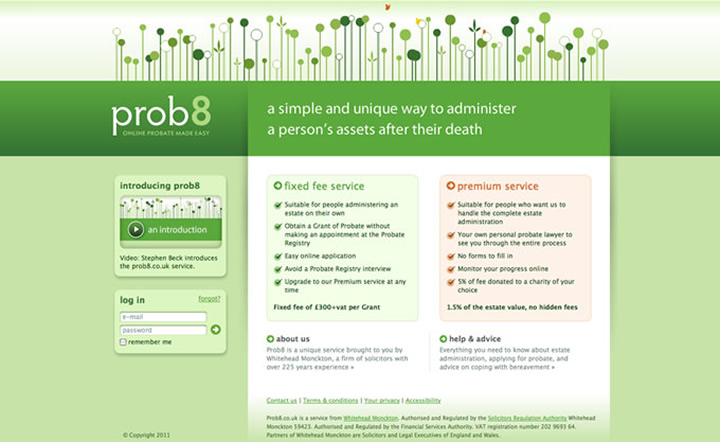 prob8
ONLINE PROBATE MADE EASY
a simple and unique way to administer
a person's assets after their death
introducing prob8
an introduction
Video: Stephen Beck introduces
the prob8.co.uk service.
log in
forgot?
e-mail
password
remember me
fixed fee service
Suitable for people administering an
estate on their own
Obtain a Grant of Probate without
making an appointment at the Probate
Registry
Easy online application
Avoid a Probate Registry interview
Upgrade to our Premium service at any
time
Fixed fee of £300+vat per Grant
premium service
Suitable for people who want us to
handle the complete estate
administration
Your own personal probate lawyer to
see you through the entire process
No forms to fill in
Monitor your progress online
5% of fee donated to a charity of your
choice
1.5% of the estate value, no hidden fees
about us
Prob8 is a unique service brought to you by
Whitehead Monckton, a firm of solicitors with
over 225 years experience »
help & advice
Everything you need to know about estate
administration, applying for probate, and
advice on coping with bereavement »
Contact us | Terms & conditions | Your privacy | Accessibility
Prob8.co.uk is a service from Whitehead Monckton. Authorised and Regulated by the Solicitors Regulation Authority Whitehead
Monckton 59423. Authorised and Regulated by the Financial Services Authority. VAT registration number 202 9693 64.
Partners of Whitehead Monckton are Solicitors and Legal Executives of England and Wales.
© Copyright 2011